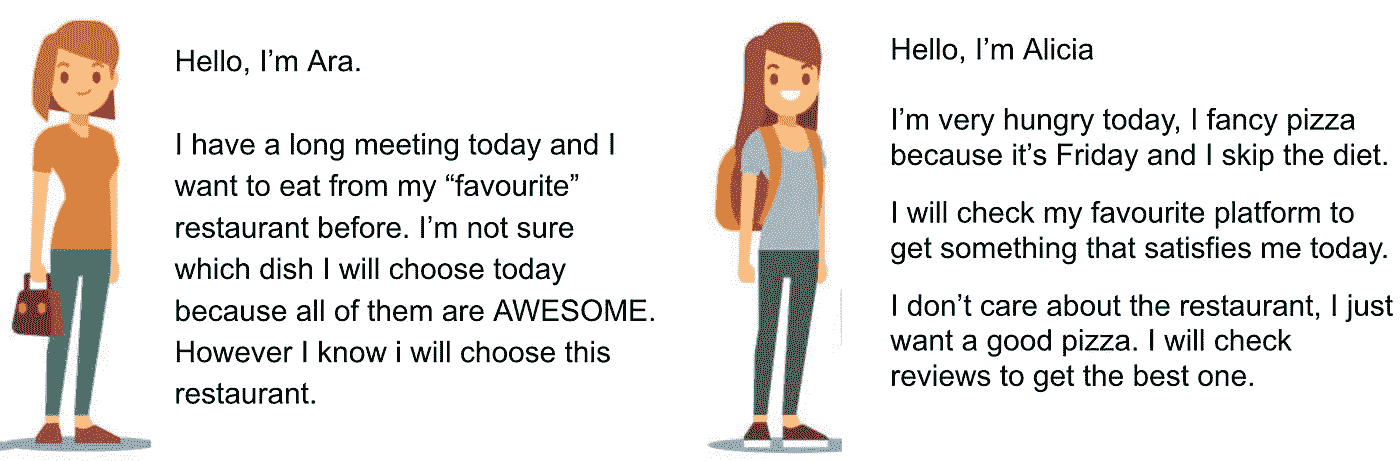 Hello, I’m Ara.
I have a long meeting today and I
want to eat from my “favourite”
restaurant before. I’m not sure
which dish I will choose today
because all of them are AWESOME.
However I know i will choose this
restaurant.
Hello, I’m Alicia
I’m very hungry today, I fancy pizza
because it’s Friday and I skip the diet.
I will check my favourite platform to
get something that satisfies me today.
I don’t care about the restaurant, I just
want a good pizza. I will check
reviews to get the best one.